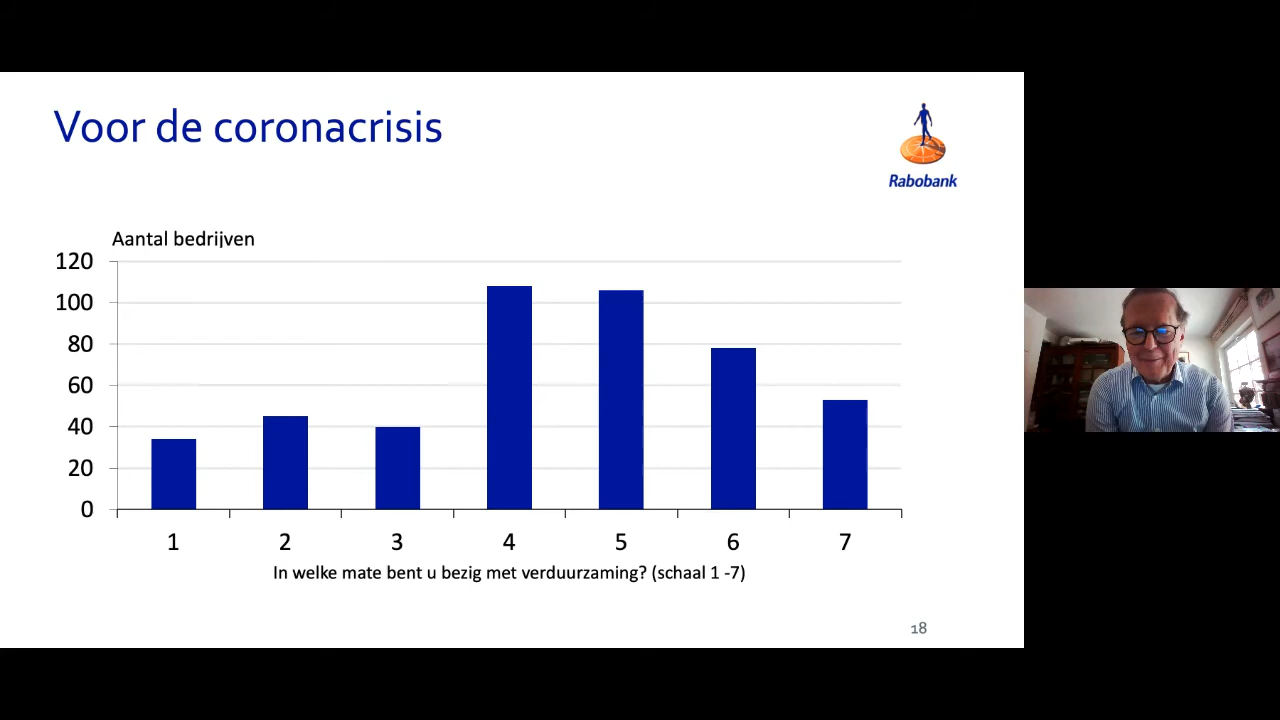 Voor de coronacrisis
Rabobank
Aantal bedrijven
120
100
80
60
40
20
0
1 2 3 4 5 6 7
In welke mate bent u bezig met verduurzaming? (schaal 1 -7)
18